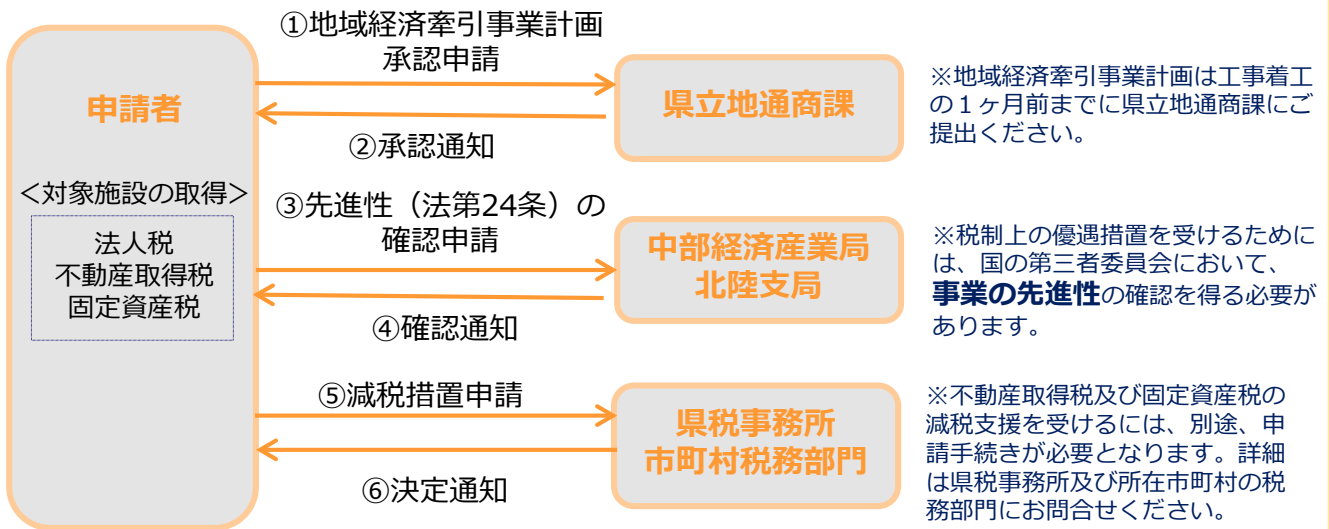 ①地域経済牽引事業計画
承認申請
申請者
県立地通商課
②承認通知
※地域経済牽引事業計画は工事着工
の１ヶ月前までに県立地通商課にご
提出ください。
＜対象施設の取得＞
法人税
不動産取得税
固定資産税
③先進性（法第24条）の
確認申請
中部経済産業局
北陸支局
④確認通知
※税制上の優遇措置を受けるために
は、国の第三者委員会において、
事業の先進性の確認を得る必要が
あります。
⑤減税措置申請
県税事務所
市町村税務部門
⑥決定通知
※不動産取得税及び固定資産税の
減税支援を受けるには、別途、申
請手続きが必要となります。詳細
は県税事務所及び所在市町村の税
務部門にお問合せください。